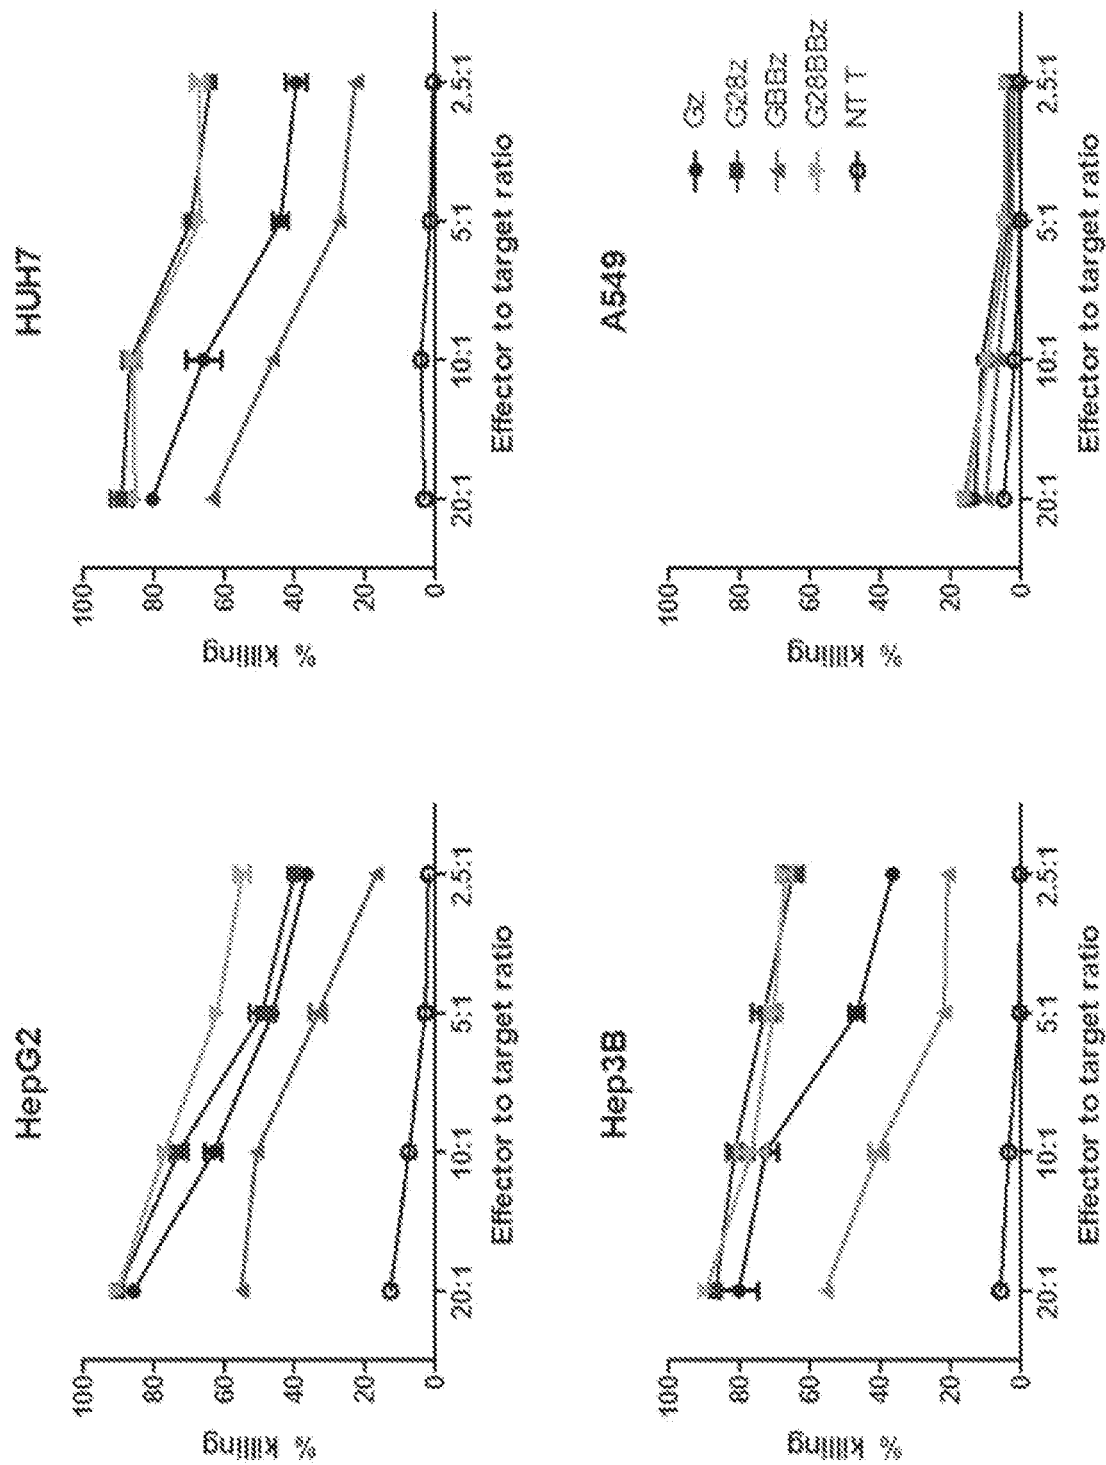 HepG2
% killing
100
80
60
40
20
0
20:1
10:1
5:1
2.5:1
Effector to target ratio
HUH7
% killing
100
80
60
40
20
0
20:1
10:1
5:1
2.5:1
Effector to target ratio
Hep3B
% killing
100
80
60
40
20
0
20:1
10:1
5:1
2.5:1
Effector to target ratio
A549
% killing
100
80
60
40
20
0
20:1
10:1
5:1
2.5:1
Effector to target ratio
Gz
G28z
GBBz
G28BBz
NT T